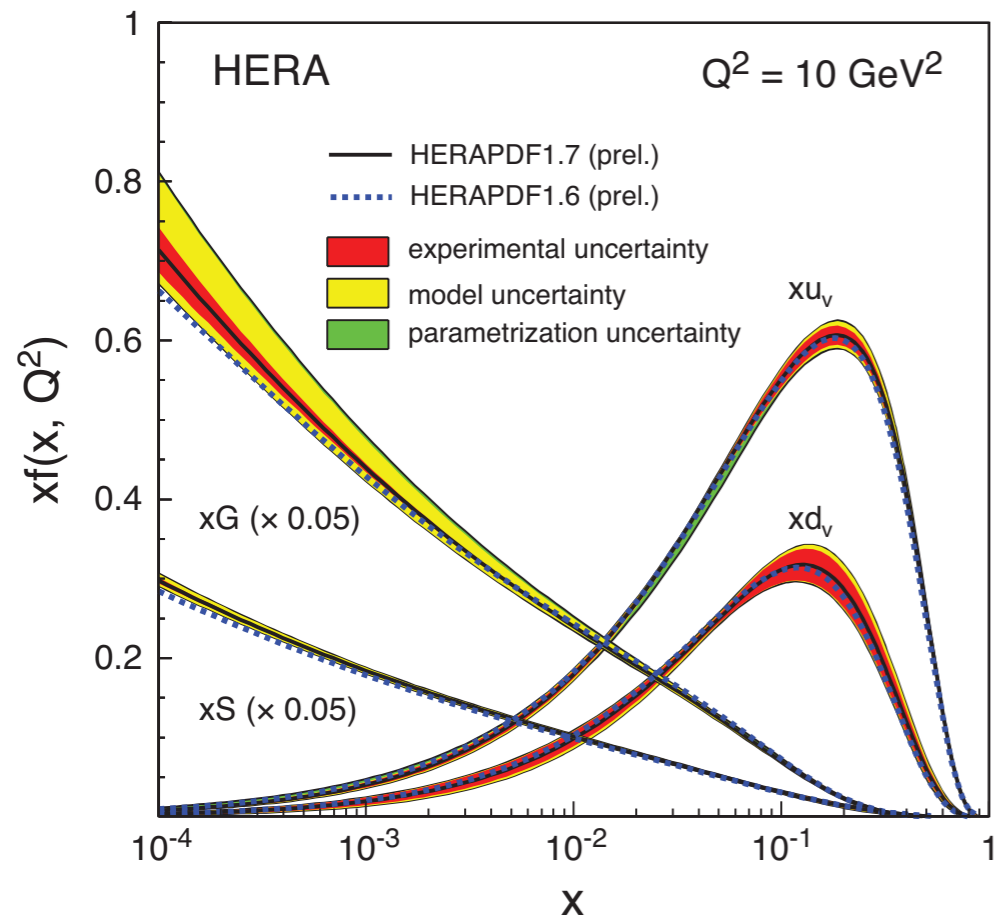 1
HERA
Q² = 10 GeV²
HERAPDF1.7 (prel.)
HERAPDF1.6 (prel.)
0.8
experimental uncertainty
model uncertainty
parametrization uncertainty
xuᵥ
0.6
xf(x, Q²)
xG (× 0.05)
0.4
xdᵥ
xS (× 0.05)
0.2
10⁻⁴ 10⁻³ 10⁻² 10⁻¹ 1
x